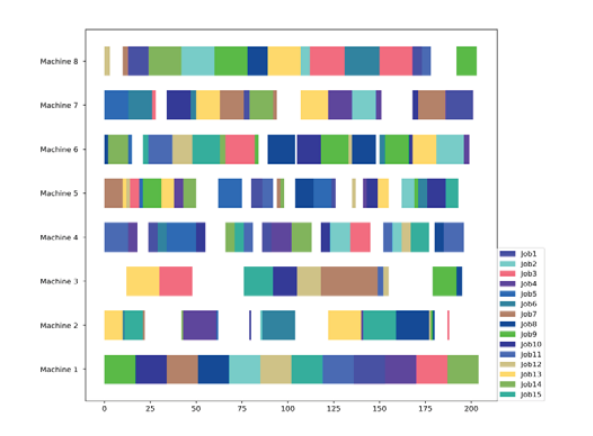 Machine 8
Machine 7
Machine 6
Machine 5
Machine 4
Machine 3
Machine 2
Machine 1
0 25 50 75 100 125 150 175 200
Job1
Job2
Job3
Job4
Job5
Job6
Job7
Job8
Job9
Job10
Job11
Job12
Job13
Job14
Job15